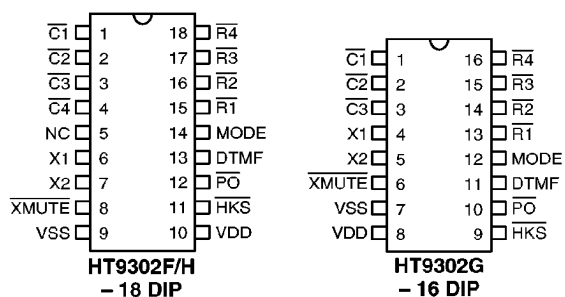 C1 1 18 R4
C2 2 17 R3
C3 3 16 R2
C4 4 15 R1
NC 5 14 MODE
X1 6 13 DTMF
X2 7 12 PO
XMUTE 8 11 HKS
VSS 9 10 VDD
HT9302F/H
– 18 DIP
C1 1 16 R4
C2 2 15 R3
C3 3 14 R2
X1 4 13 R1
X2 5 12 MODE
XMUTE 6 11 DTMF
VSS 7 10 PO
VDD 8 9 HKS
HT9302G
– 16 DIP